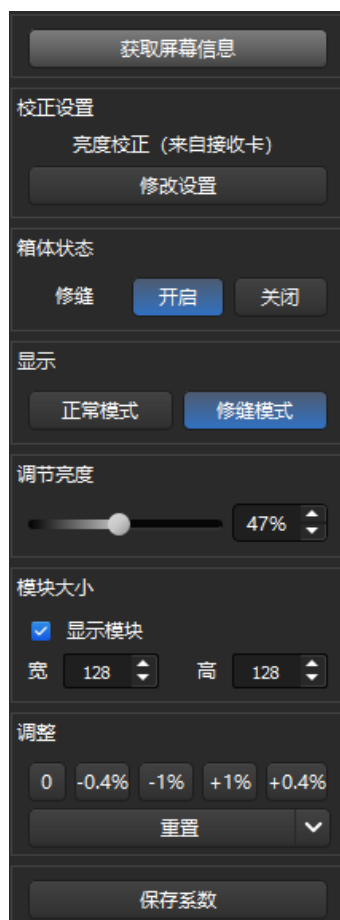 获取屏幕信息
校正设置
亮度校正（来自接收卡）
修改设置
箱体状态
修缝 开启 关闭
显示
正常模式 修缝模式
调节亮度
47%
模块大小
显示模块
宽 128 高 128
调整
0 -0.4% -1% +1% +0.4%
重置
保存系数